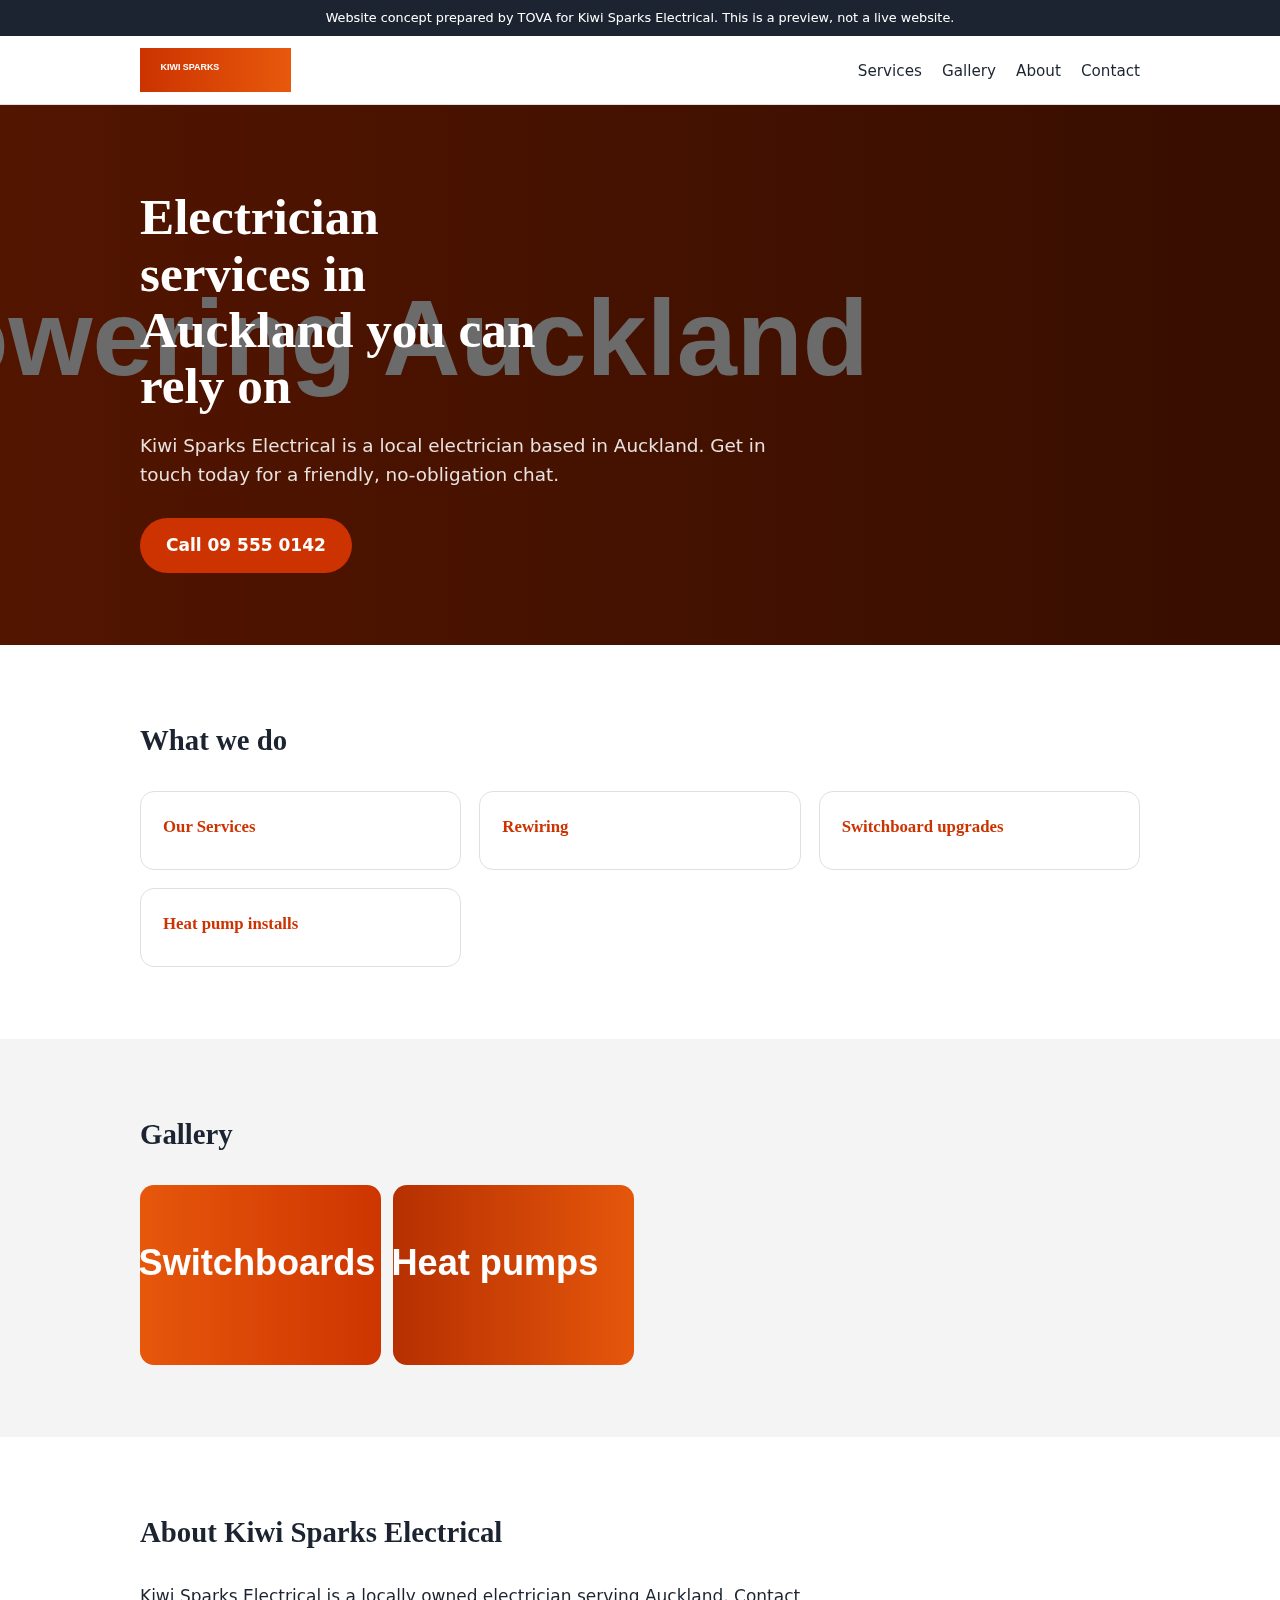 Website concept prepared by TOVA for Kiwi Sparks Electrical. This is a preview, not a live website.
KIWI SPARKS
Services Gallery About Contact
Electrician
services in
Auckland you can
rely on
owering Auckland
Kiwi Sparks Electrical is a local electrician based in Auckland. Get in
touch today for a friendly, no-obligation chat.
Call 09 555 0142
What we do
Our Services
Rewiring
Switchboard upgrades
Heat pump installs
Gallery
Switchboards
Heat pumps
About Kiwi Sparks Electrical
Kiwi Sparks Electrical is a locally owned electrician serving Auckland. Contact